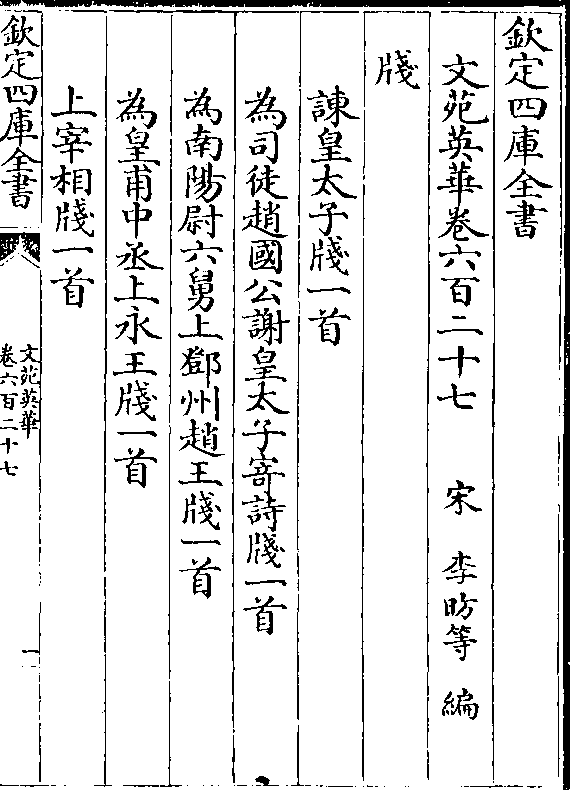 欽定四庫全書
文苑英華卷六百二十七　宋　李昉等　編
牋
諫皇太子牋一首
為司徒趙國公謝皇太子寄詩牋一首
為南陽尉六舅上鄧州趙王牋一首
為皇甫中丞上永王牋一首
上宰相牋一首
欽定四庫全書
文苑英華
卷六百二十七
一